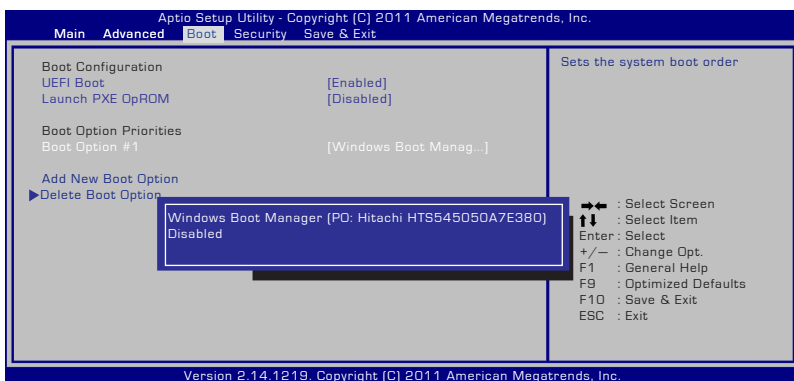 Aptio Setup Utility - Copyright (C) 2011 American Megatrends, Inc.
Main Advanced Boot Security Save & Exit
Boot Configuration
UEFI Boot [Enabled]
Launch PXE OpROM [Disabled]
Boot Option Priorities
Boot Option #1 [Windows Boot Manag...]
Add New Boot Option
Delete Boot Option
Windows Boot Manager (PO: Hitachi HTS545050A7E380)
Disabled
Sets the system boot order
: Select Screen
: Select Item
Enter : Select
+/— : Change Opt.
F1 : General Help
F9 : Optimized Defaults
F10 : Save & Exit
ESC : Exit
Version 2.14.1219. Copyright (C) 2011 American Megatrends, Inc.